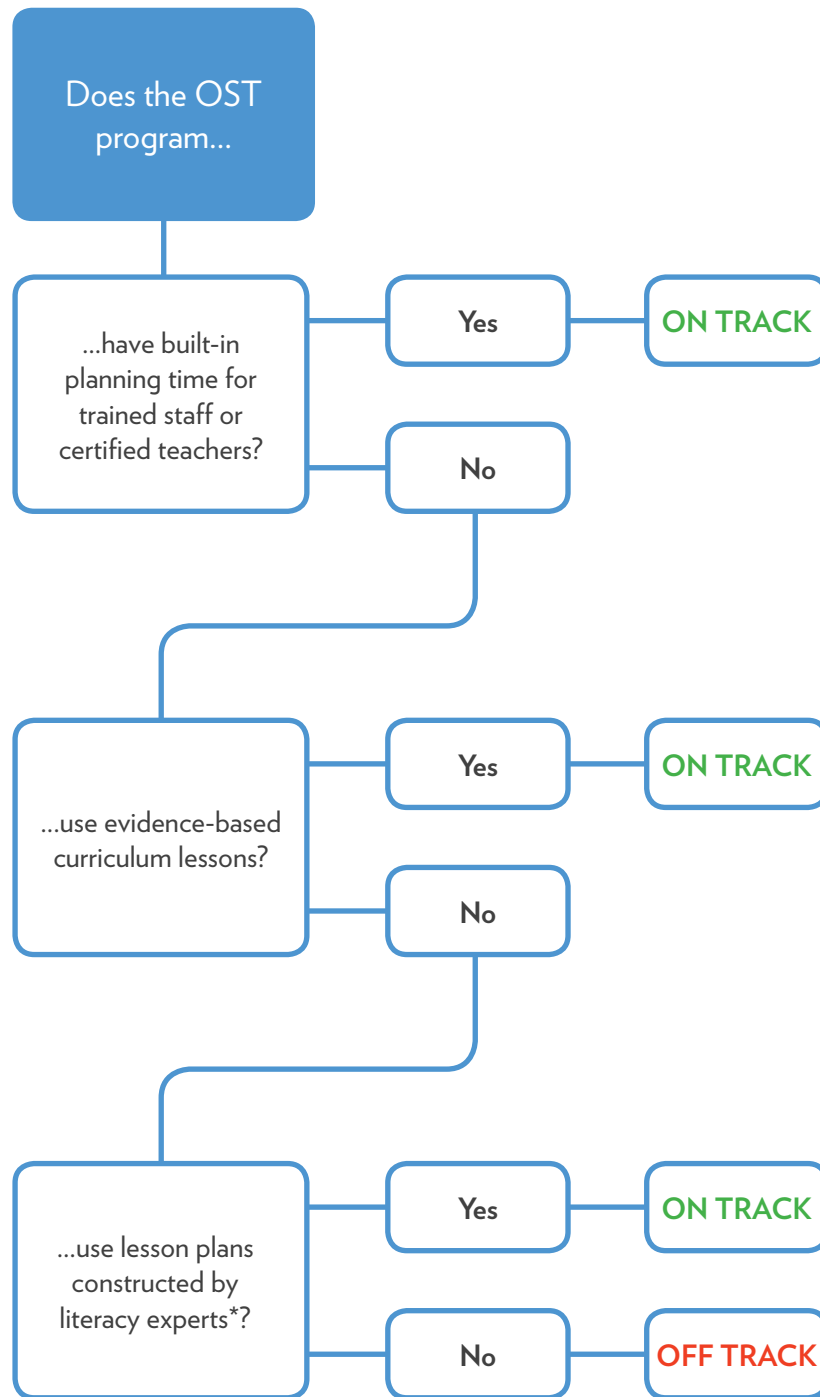 Does the OST
program...
...have built-in
planning time for
trained staff or
certified teachers?
Yes
ON TRACK
No
...use evidence-based
curriculum lessons?
Yes
ON TRACK
No
...use lesson plans
constructed by
literacy experts*?
Yes
ON TRACK
No
OFF TRACK